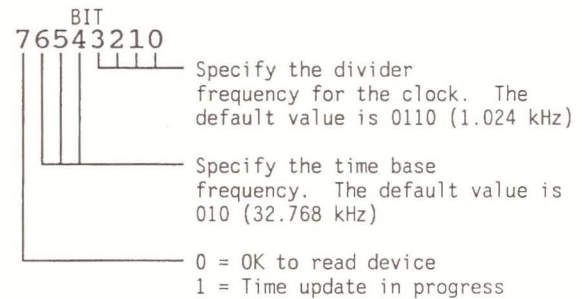 BIT
76543210
Specify the divider
frequency for the clock. The
default value is 0110 (1.024 kHz)
Specify the time base
frequency. The default value is
010 (32.768 kHz)
0 = OK to read device
1 = Time update in progress